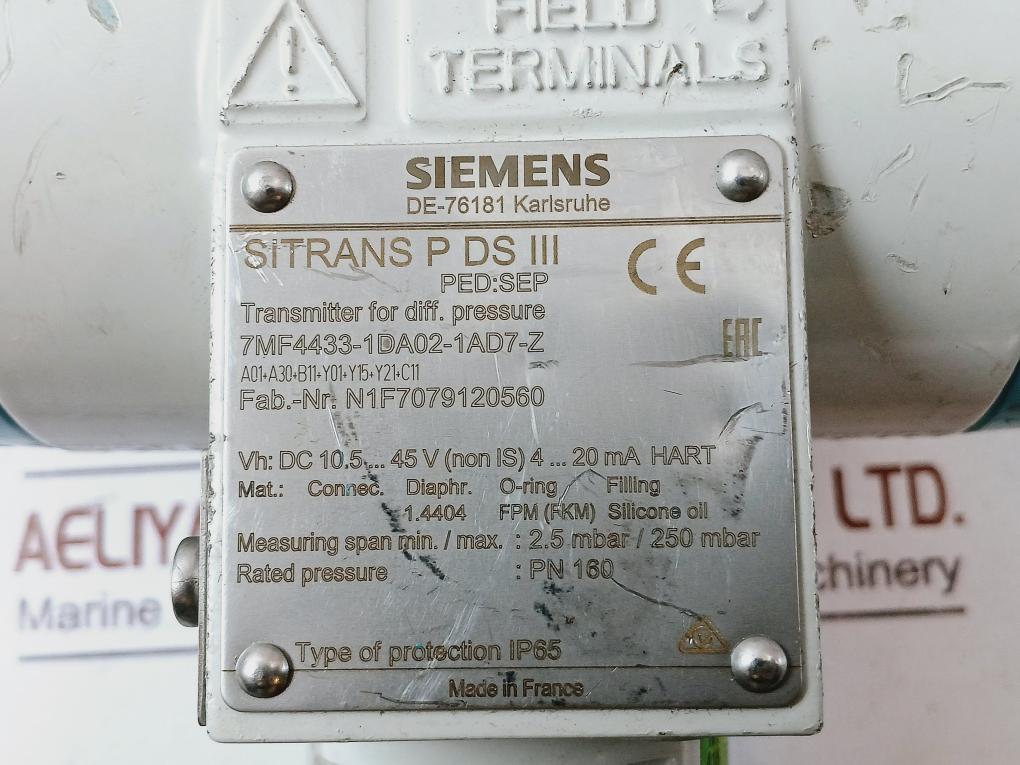 FIELD
TERMINALS
SIEMENS
DE-76181 Karlsruhe
SITRANS P DS III
CE
PED:SEP
Transmitter for diff. pressure
7MF4433-1DA02-1AD7-Z
EAC
A01+A30+B11+Y01+Y15+Y21+C11
Fab.-Nr. N1F7079120560
Vh: DC 10.5 ... 45 V (non IS) 4 ... 20 mA HART
Mat.: Connec. Diaphr. O-ring Filling
1.4404 FPM (FKM) Silicone oil
Measuring span min. / max. : 2.5 mbar / 250 mbar
Rated pressure : PN 160
Type of protection IP65
Made in France
LTD.
Marine